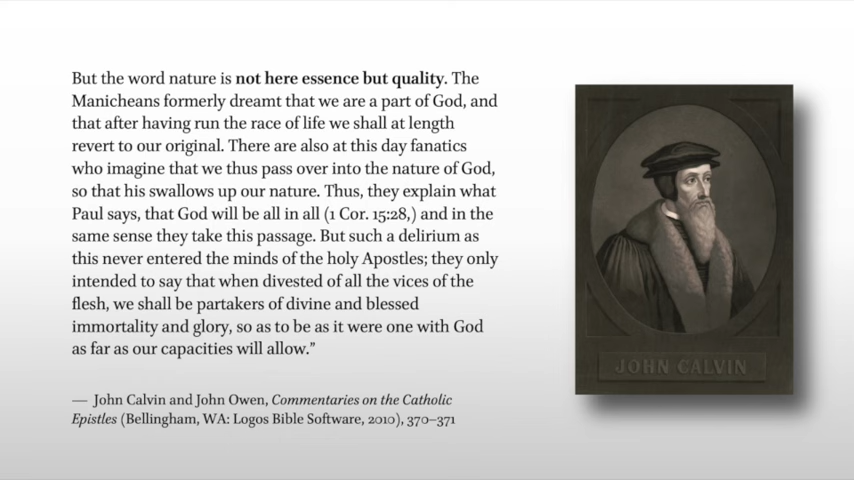 But the word nature is not here essence but quality. The
Manicheans formerly dreamt that we are a part of God, and
that after having run the race of life we shall at length
revert to our original. There are also at this day fanatics
who imagine that we thus pass over into the nature of God,
so that his swallows up our nature. Thus, they explain what
Paul says, that God will be all in all (1 Cor. 15:28,) and in the
same sense they take this passage. But such a delirium as
this never entered the minds of the holy Apostles; they only
intended to say that when divested of all the vices of the
flesh, we shall be partakers of divine and blessed
immortality and glory, so as to be as it were one with God
as far as our capacities will allow.”
— John Calvin and John Owen, Commentaries on the Catholic
Epistles (Bellingham, WA: Logos Bible Software, 2010), 370–371
JOHN CALVIN